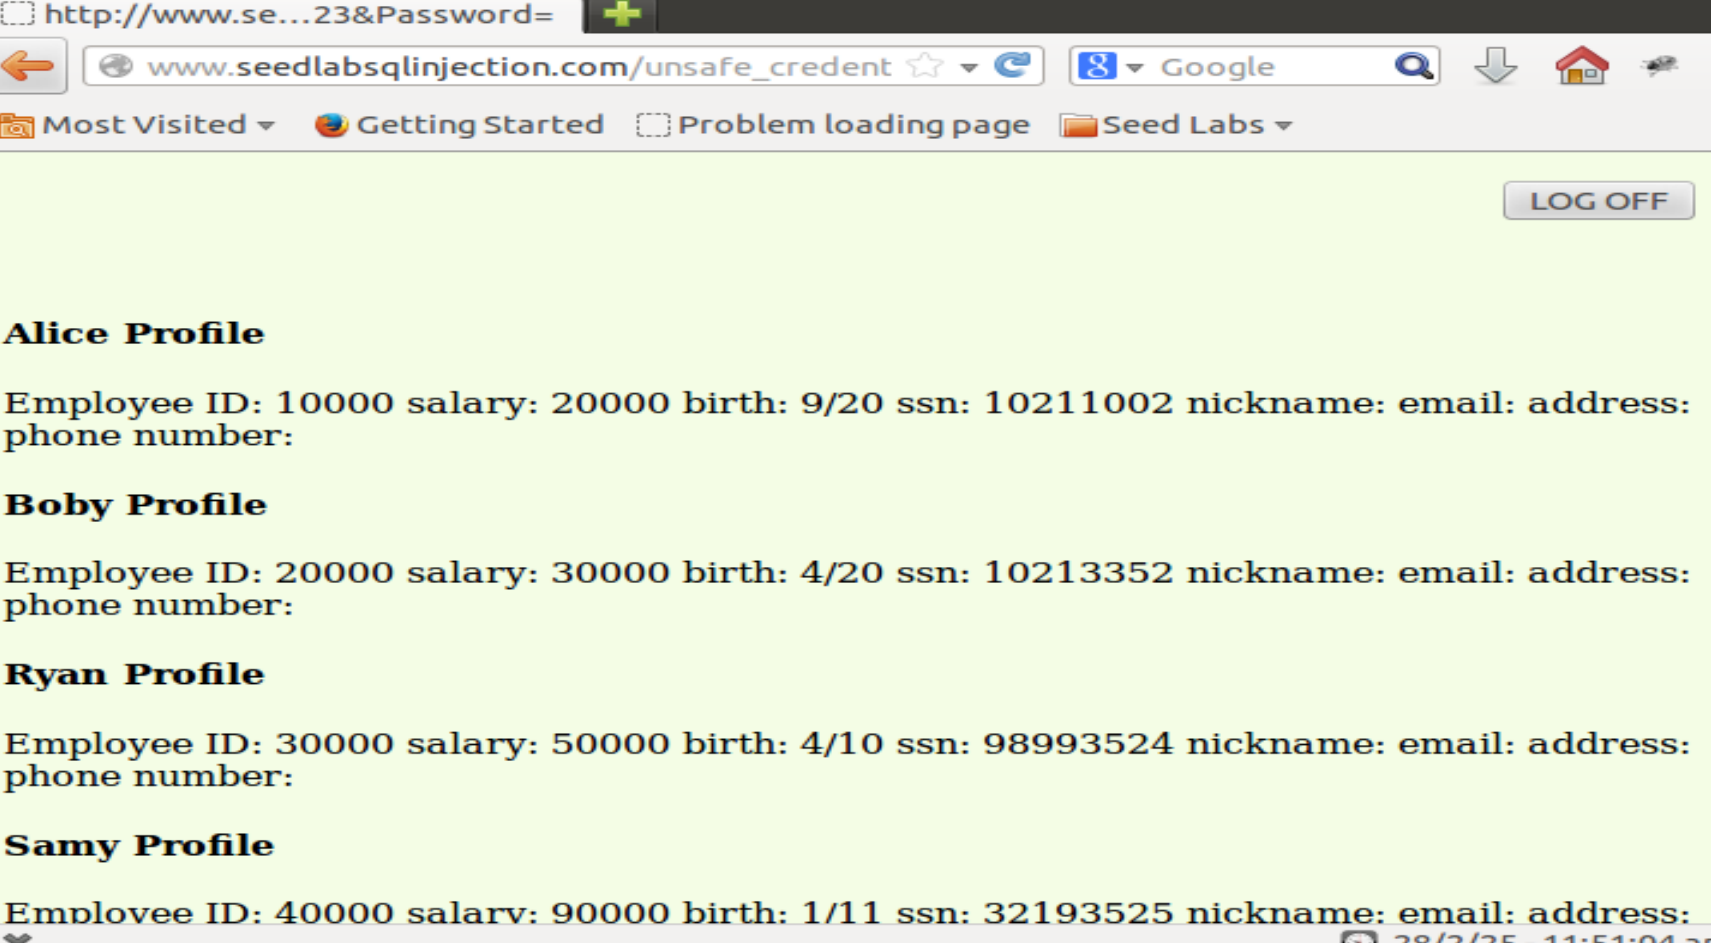 http://www.se...23&Password=
www.seedlabsqlinjection.com/unsafe_credent
8 Google
Most Visited Getting Started Problem loading page Seed Labs
LOG OFF
Alice Profile
Employee ID: 10000 salary: 20000 birth: 9/20 ssn: 10211002 nickname: email: address:
phone number:
Boby Profile
Employee ID: 20000 salary: 30000 birth: 4/20 ssn: 10213352 nickname: email: address:
phone number:
Ryan Profile
Employee ID: 30000 salary: 50000 birth: 4/10 ssn: 98993524 nickname: email: address:
phone number:
Samy Profile
Employee ID: 40000 salary: 90000 birth: 1/11 ssn: 32193525 nickname: email: address: